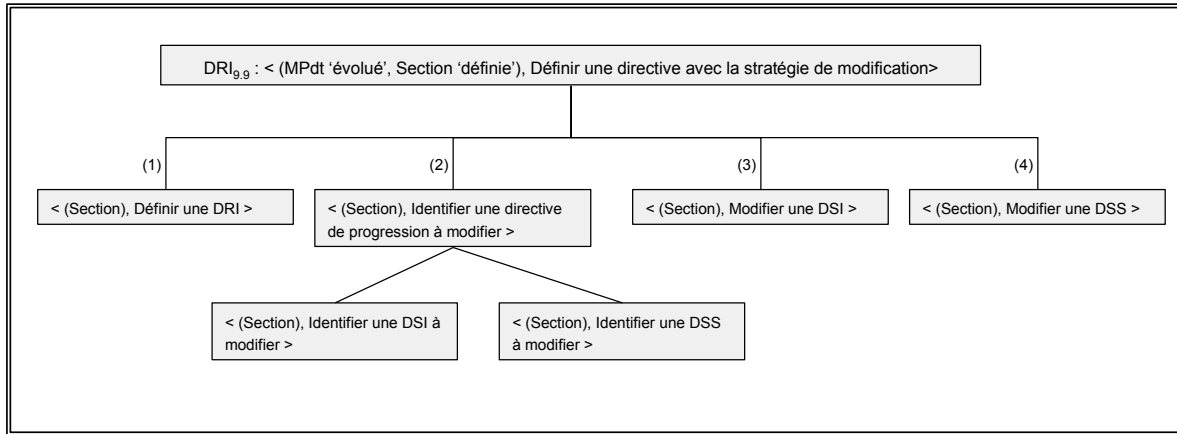 DRI9.9 : < (MPdt ‘évolué’, Section ‘définie’), Définir une directive avec la stratégie de modification>
(1)
(2)
(3)
(4)
< (Section), Définir une DRI >
< (Section), Identifier une directive
de progression à modifier >
< (Section), Modifier une DSI >
< (Section), Modifier une DSS >
< (Section), Identifier une DSI à
modifier >
< (Section), Identifier une DSS
à modifier >